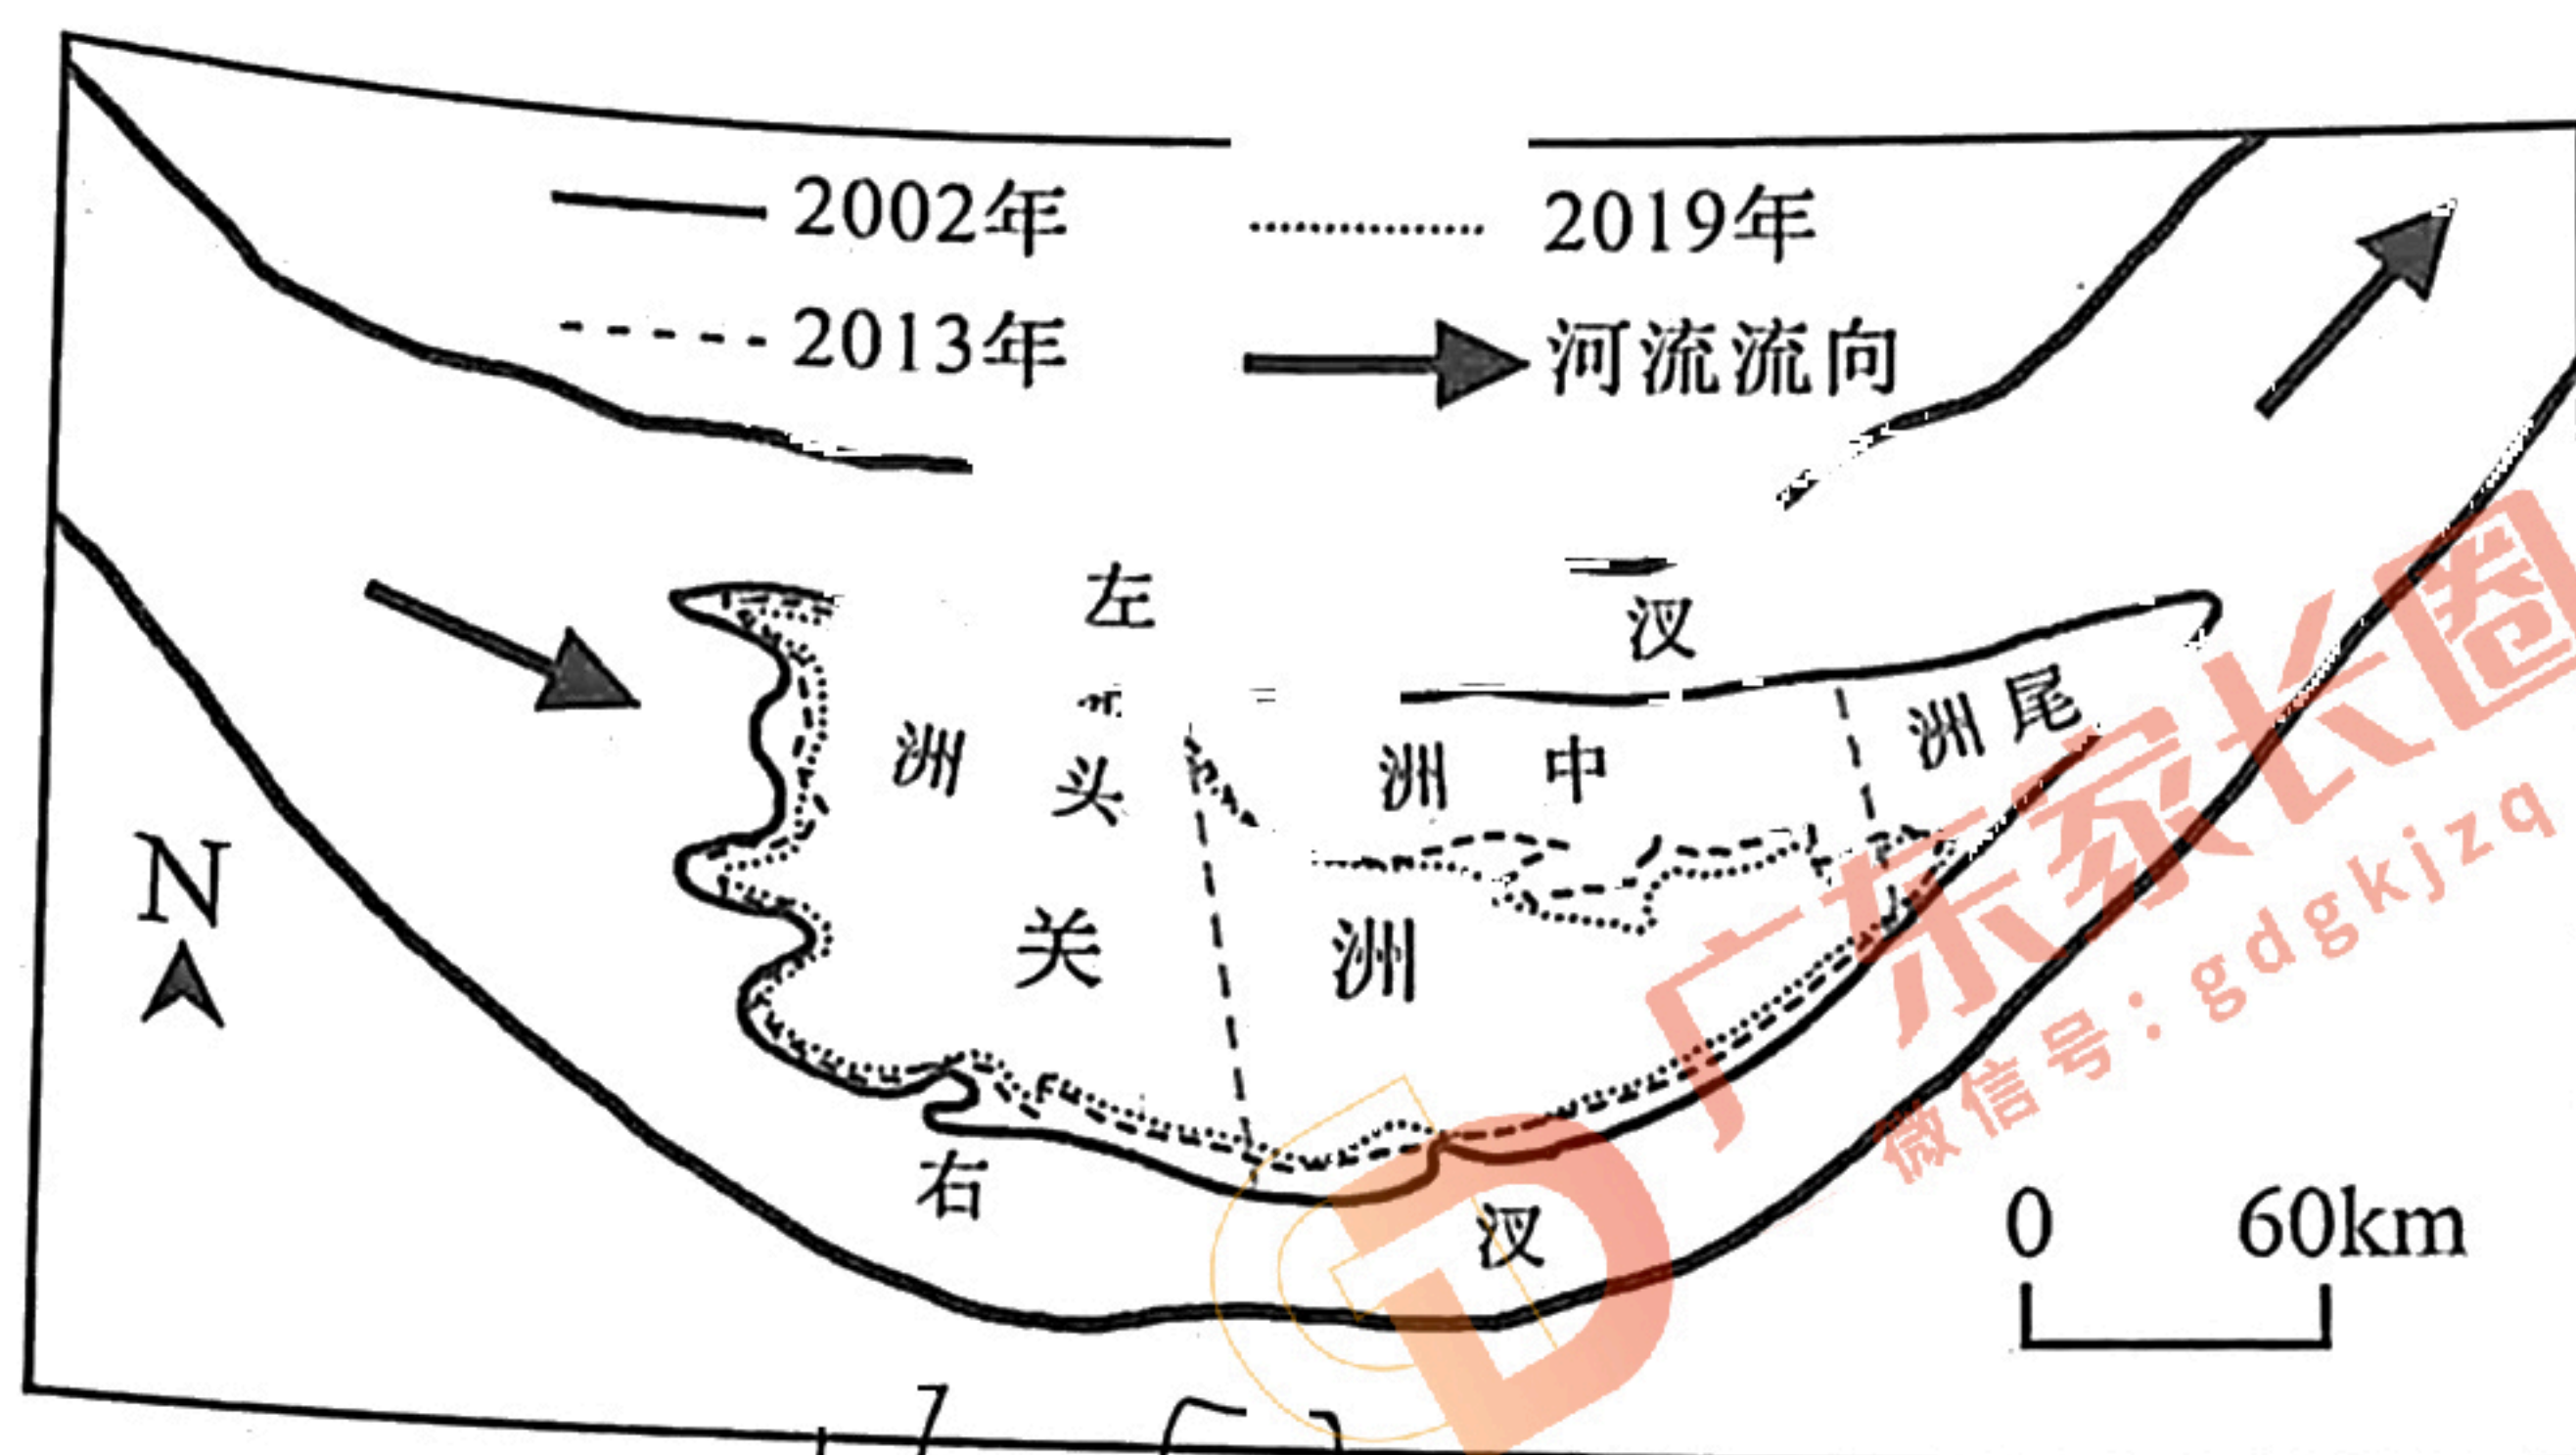 2002年
2019年
2013年
河流流向
左 汊
洲头
洲中
洲尾
N
关洲
右 汊
0 60km
广东家长圈
微信号:gdgkjzq